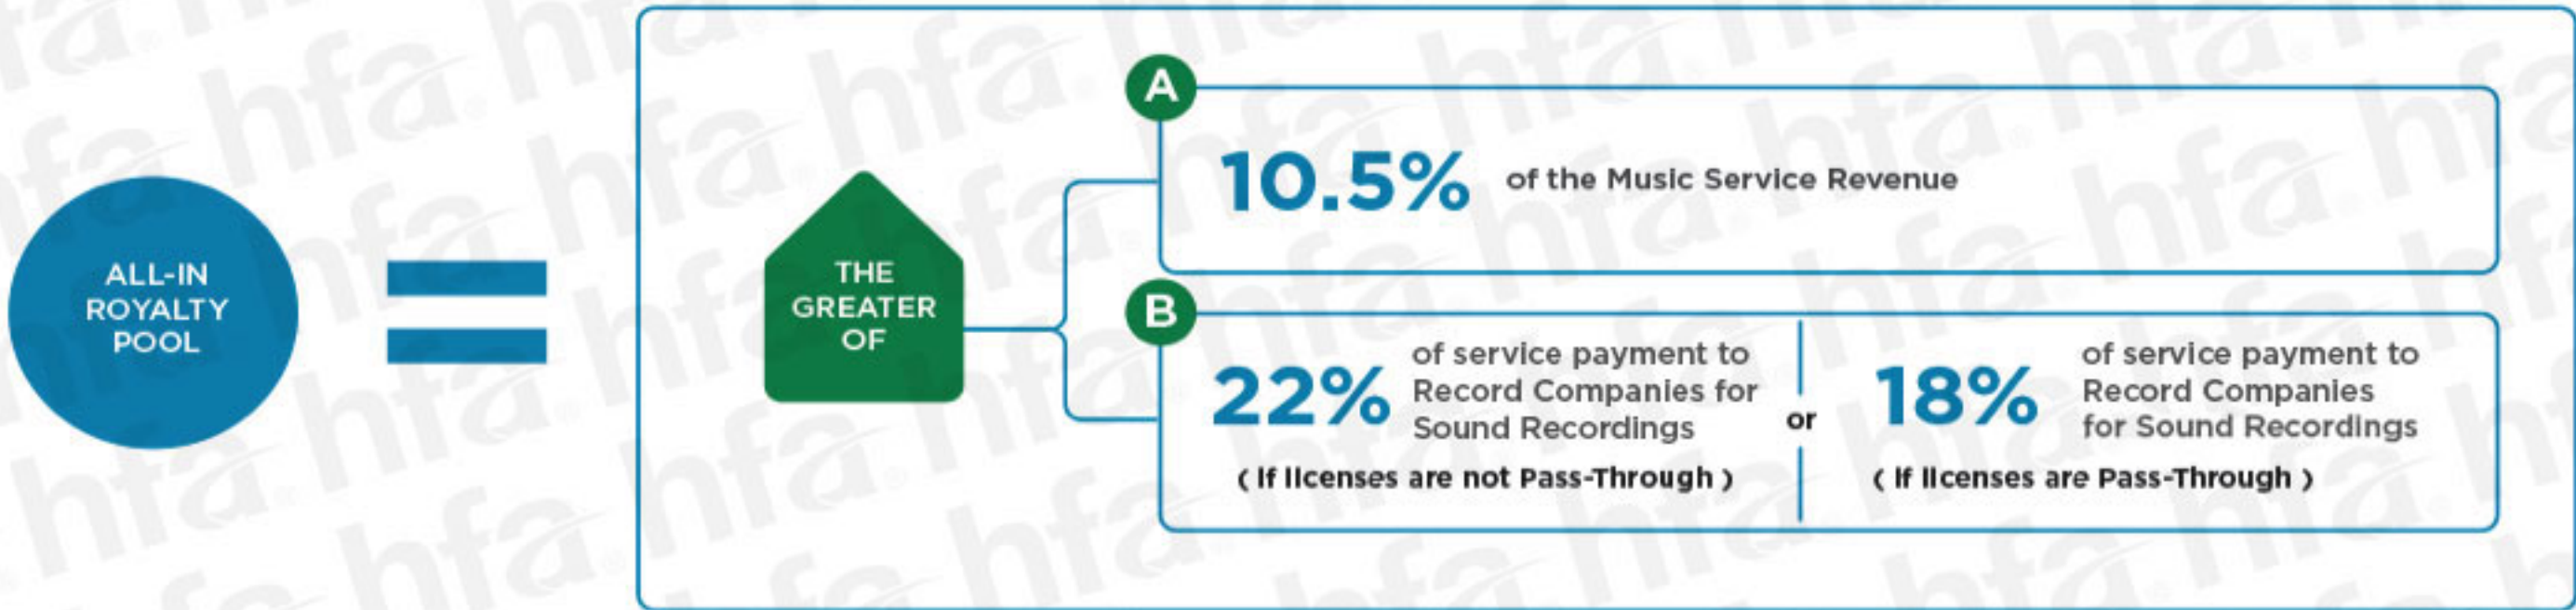 ALL-IN
ROYALTY
POOL
THE
GREATER
OF
A
10.5% of the Music Service Revenue
B
22%
of service payment to
Record Companies for
Sound Recordings
( If licenses are not Pass-Through )
or
18%
of service payment to
Record Companies
for Sound Recordings
( If licenses are Pass-Through )
hfa